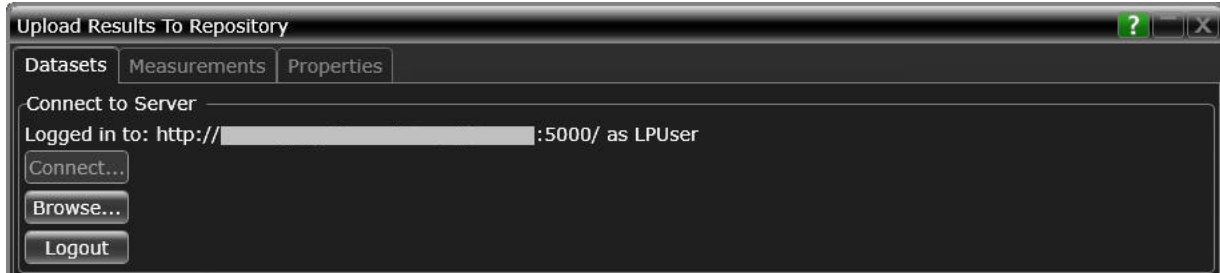 Upload Results To Repository
? X
Datasets Measurements Properties
Connect to Server
Logged in to: http:// :5000/ as LPUser
Connect...
Browse...
Logout